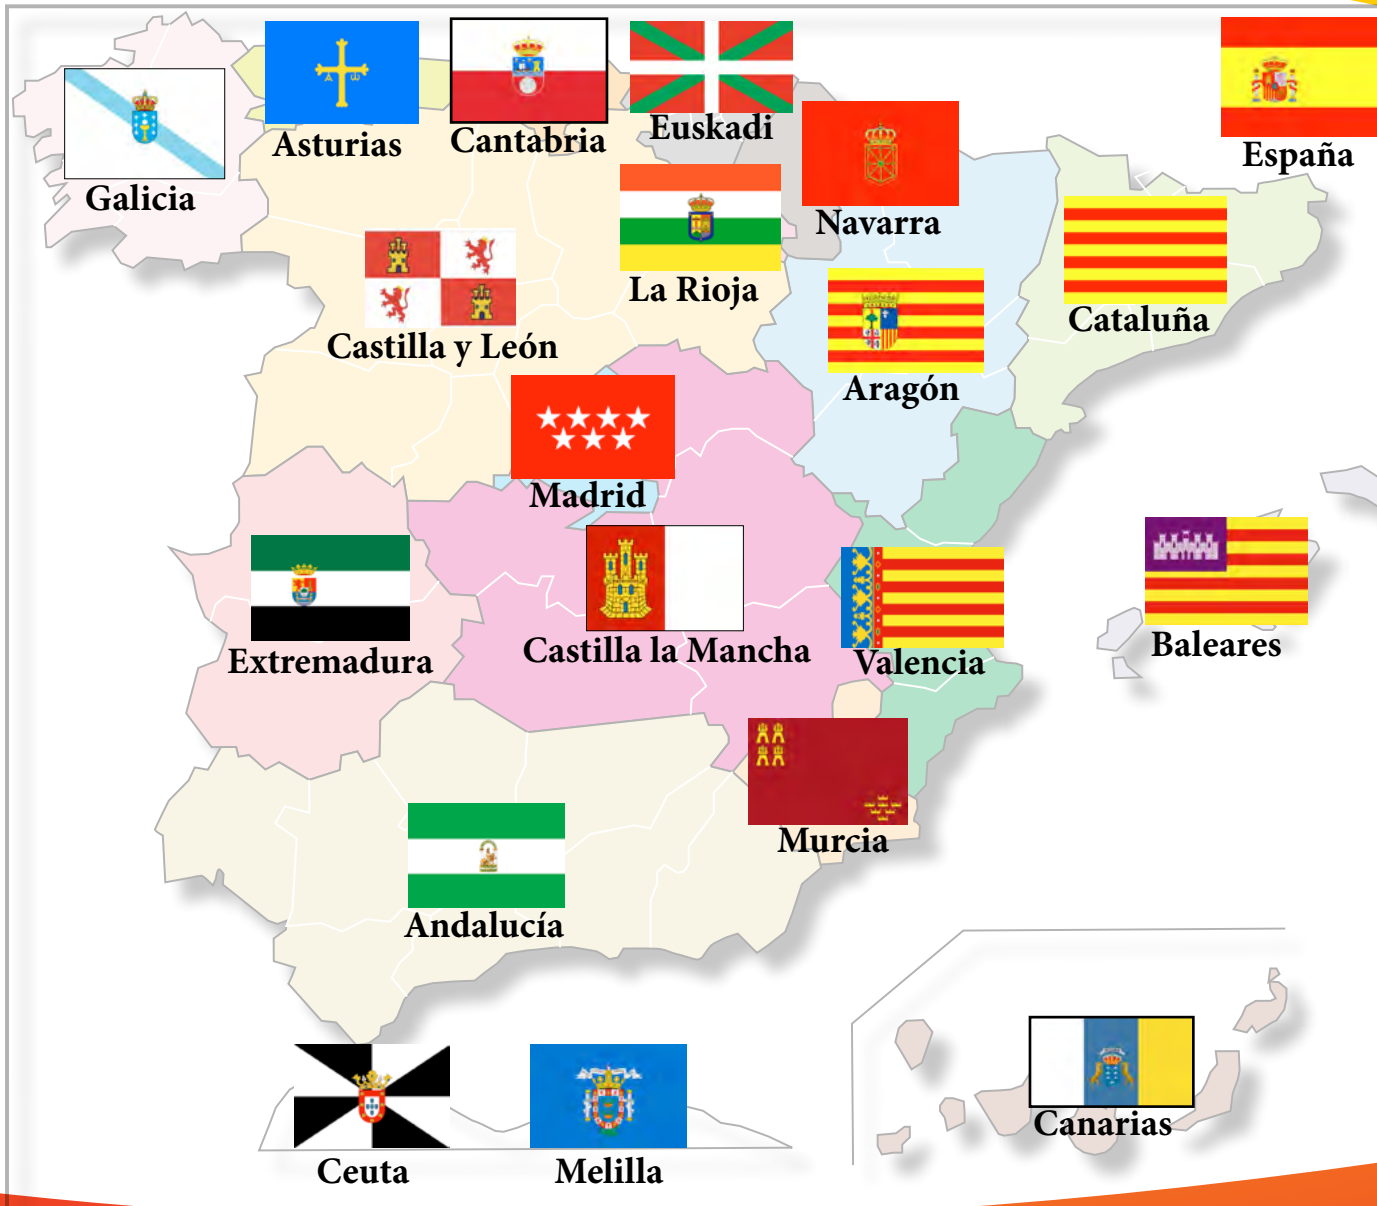 Asturias
Cantabria
Euskadi
España
Galicia
Navarra
La Rioja
Cataluña
Castilla y León
Aragón
Madrid
Extremadura
Castilla la Mancha
Valencia
Baleares
Murcia
Andalucía
Canarias
Ceuta
Melilla